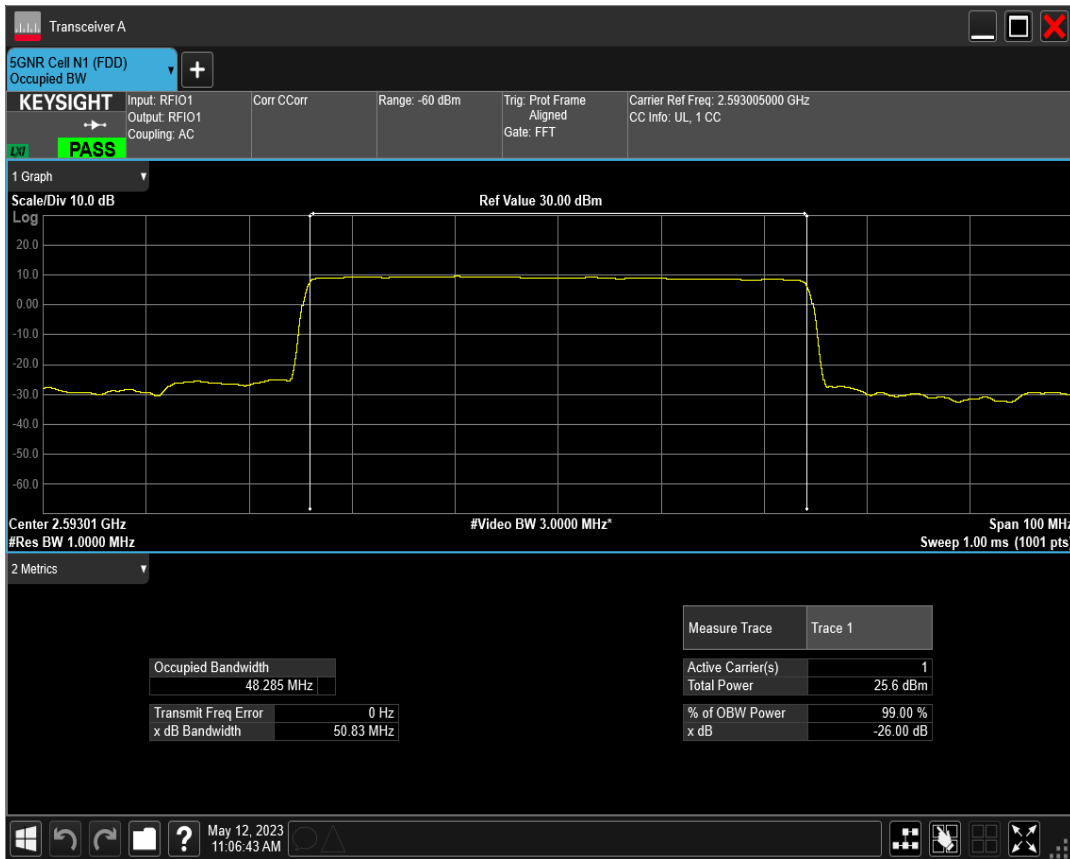 Transceiver A
5GNR Cell N1 (FDD)
Occupied BW
+
KEYSIGHT
LXI
PASS
Input: RFIO1
Output: RFIO1
Coupling: AC
Corr CCorr
Range: -60 dBm
Trig: Prot Frame
Aligned
Gate: FFT
Carrier Ref Freq: 2.593005000 GHz
CC Info: UL, 1 CC
1 Graph
Scale/Div 10.0 dB
Ref Value 30.00 dBm
Log
20.0
10.0
0.00
-10.0
-20.0
-30.0
-40.0
-50.0
-60.0
Center 2.59301 GHz
#Video BW 3.0000 MHz*
Span 100 MHz
#Res BW 1.0000 MHz
Sweep 1.00 ms (1001 pts)
2 Metrics
Measure Trace Trace 1
Occupied Bandwidth
48.285 MHz
Transmit Freq Error 0 Hz
x dB Bandwidth 50.83 MHz
Active Carrier(s) 1
Total Power 25.6 dBm
% of OBW Power 99.00 %
x dB -26.00 dB
?
May 12, 2023
11:06:43 AM